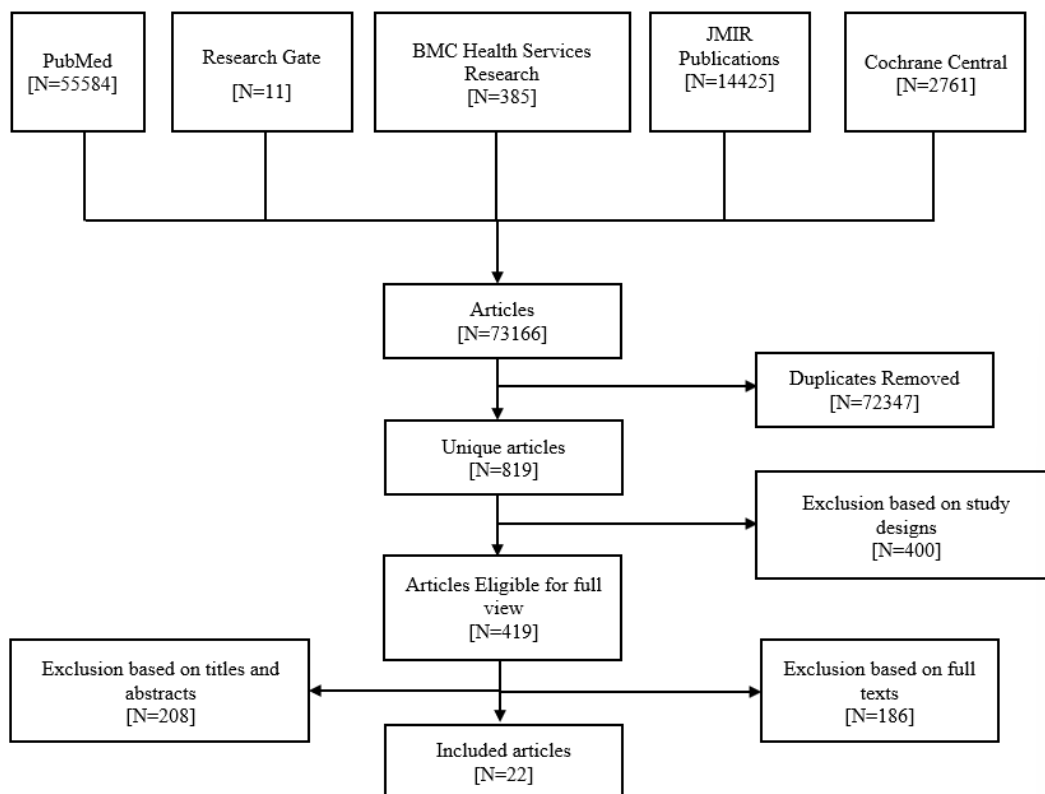 PubMed
[N=55584]
Research Gate
[N=11]
BMC Health Services
Research
[N=385]
JMIR
Publications
[N=14425]
Cochrane Central
[N=2761]
Articles
[N=73166]
Duplicates Removed
[N=72347]
Unique articles
[N=819]
Exclusion based on study
designs
[N=400]
Articles Eligible for full
view
[N=419]
Exclusion based on titles and
abstracts
[N=208]
Exclusion based on full
texts
[N=186]
Included articles
[N=22]